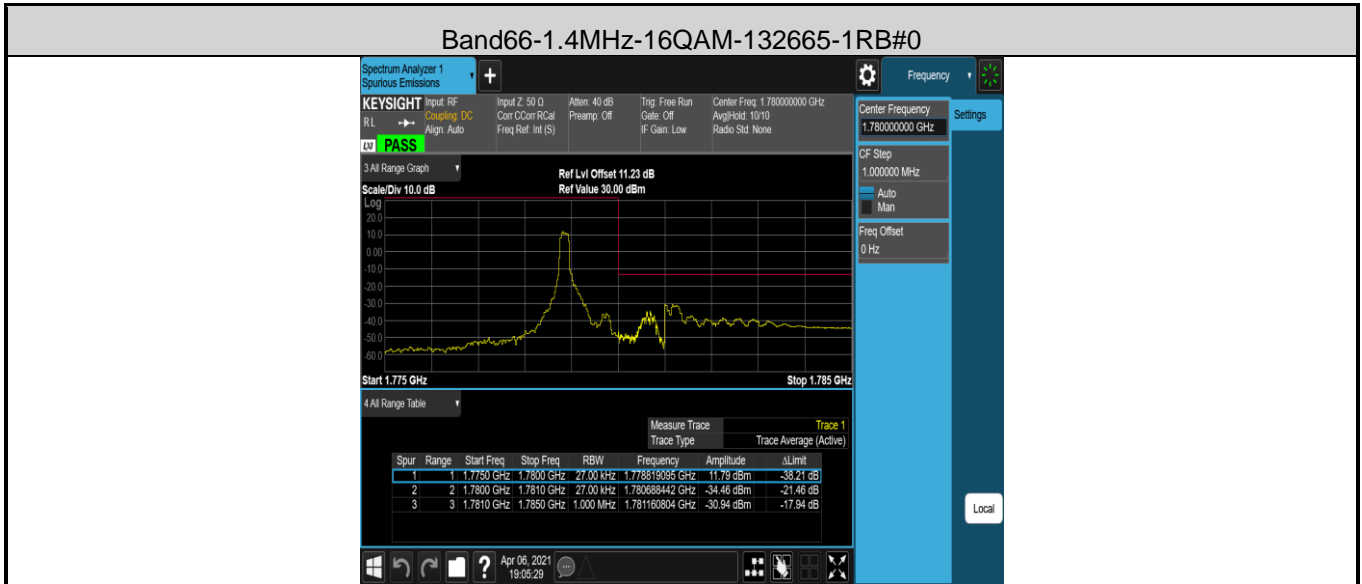 Band66-1.4MHz-16QAM-132665-1RB#0
Spectrum Analyzer 1
Spurious Emissions
+
Frequency
KEYSIGHT Input: RF
R L
Coupling: DC
Align: Auto
Input Z: 50 Ω
Corr CCorr RCal
Freq Ref: Int (S)
Atten: 40 dB
Preamp: Off
Trig: Free Run
Gate: Off
IF Gain: Low
Center Freq: 1.780000000 GHz
Avg|Hold: 10/10
Radio Std: None
LXI PASS
Center Frequency
1.780000000 GHz
Settings
CF Step
1.000000 MHz
Auto
Man
Freq Offset
0 Hz
3 All Range Graph
Ref Lvl Offset 11.23 dB
Scale/Div 10.0 dB
Ref Value 30.00 dBm
Log
20.0
10.0
0.00
-10.0
-20.0
-30.0
-40.0
-50.0
-60.0
Start 1.775 GHz
Stop 1.785 GHz
4 All Range Table
Measure Trace Trace 1
Trace Type Trace Average (Active)
Spur Range Start Freq Stop Freq RBW Frequency Amplitude ΔLimit
1 1 1.7750 GHz 1.7800 GHz 27.00 kHz 1.778819095 GHz 11.79 dBm -38.21 dB
2 2 1.7800 GHz 1.7810 GHz 27.00 kHz 1.780688442 GHz -34.46 dBm -21.46 dB
3 3 1.7810 GHz 1.7850 GHz 1.000 MHz 1.781160804 GHz -30.94 dBm -17.94 dB
Local
?
Apr 06, 2021
19:05:29